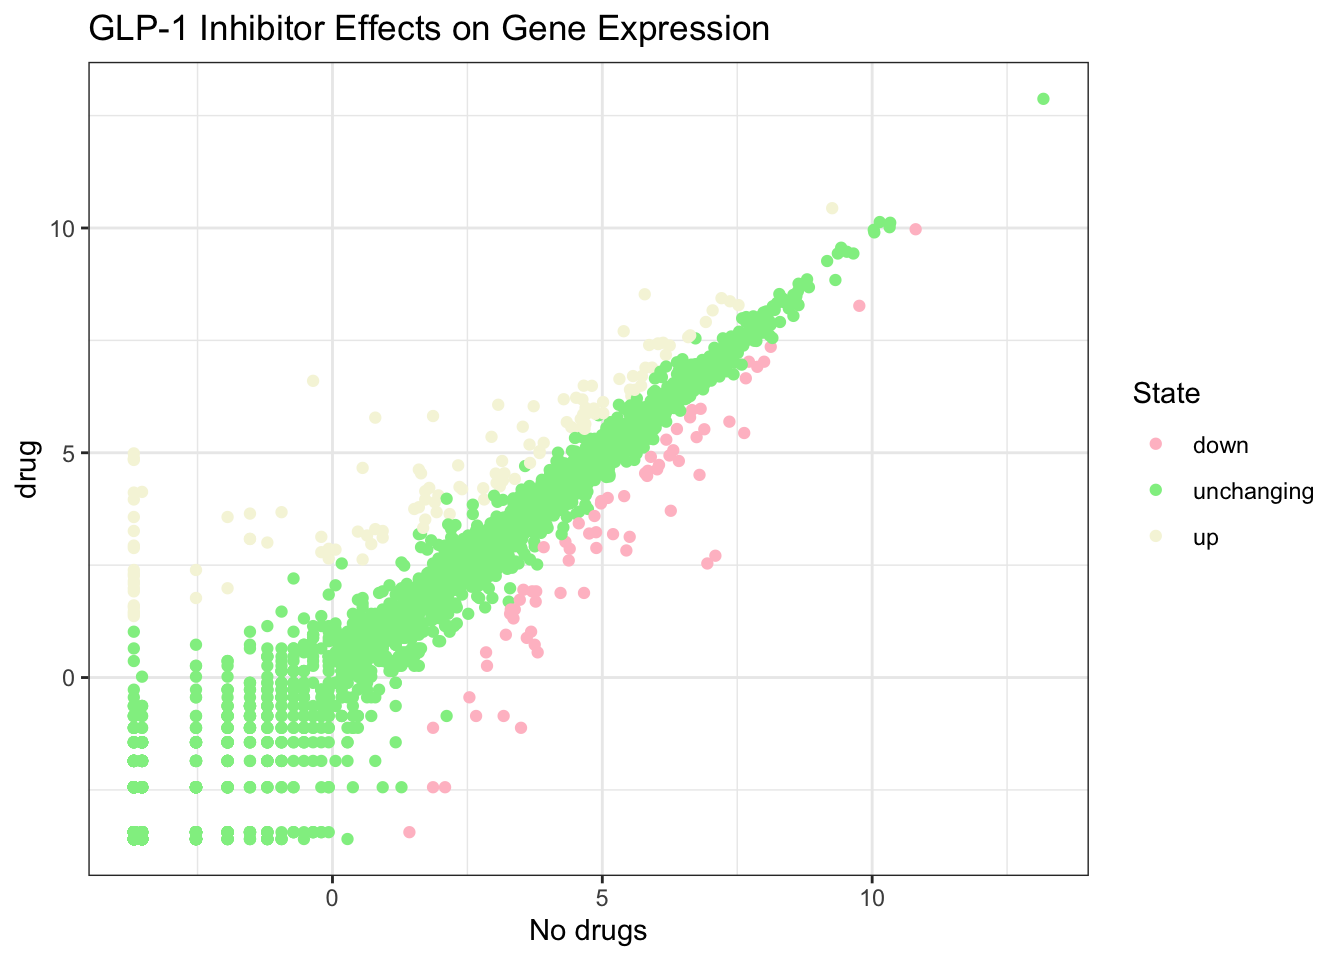 GLP-1 Inhibitor Effects on Gene Expression
drug
10
5
0
0
5
10
No drugs
State
down
unchanging
up